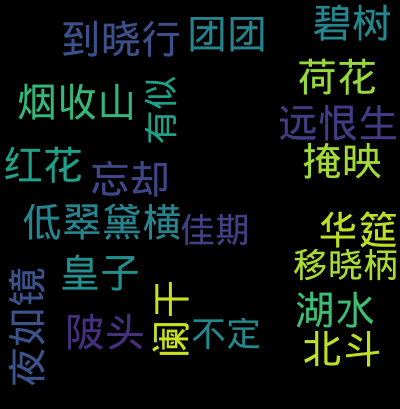 到晓行
团团
碧树
烟收山
有似
荷花
远恨生
红花
忘却
掩映
低翠黛横
佳期
华筵
皇子
移晓柄
夜如镜
陂头
阑干
不定
湖水
北斗